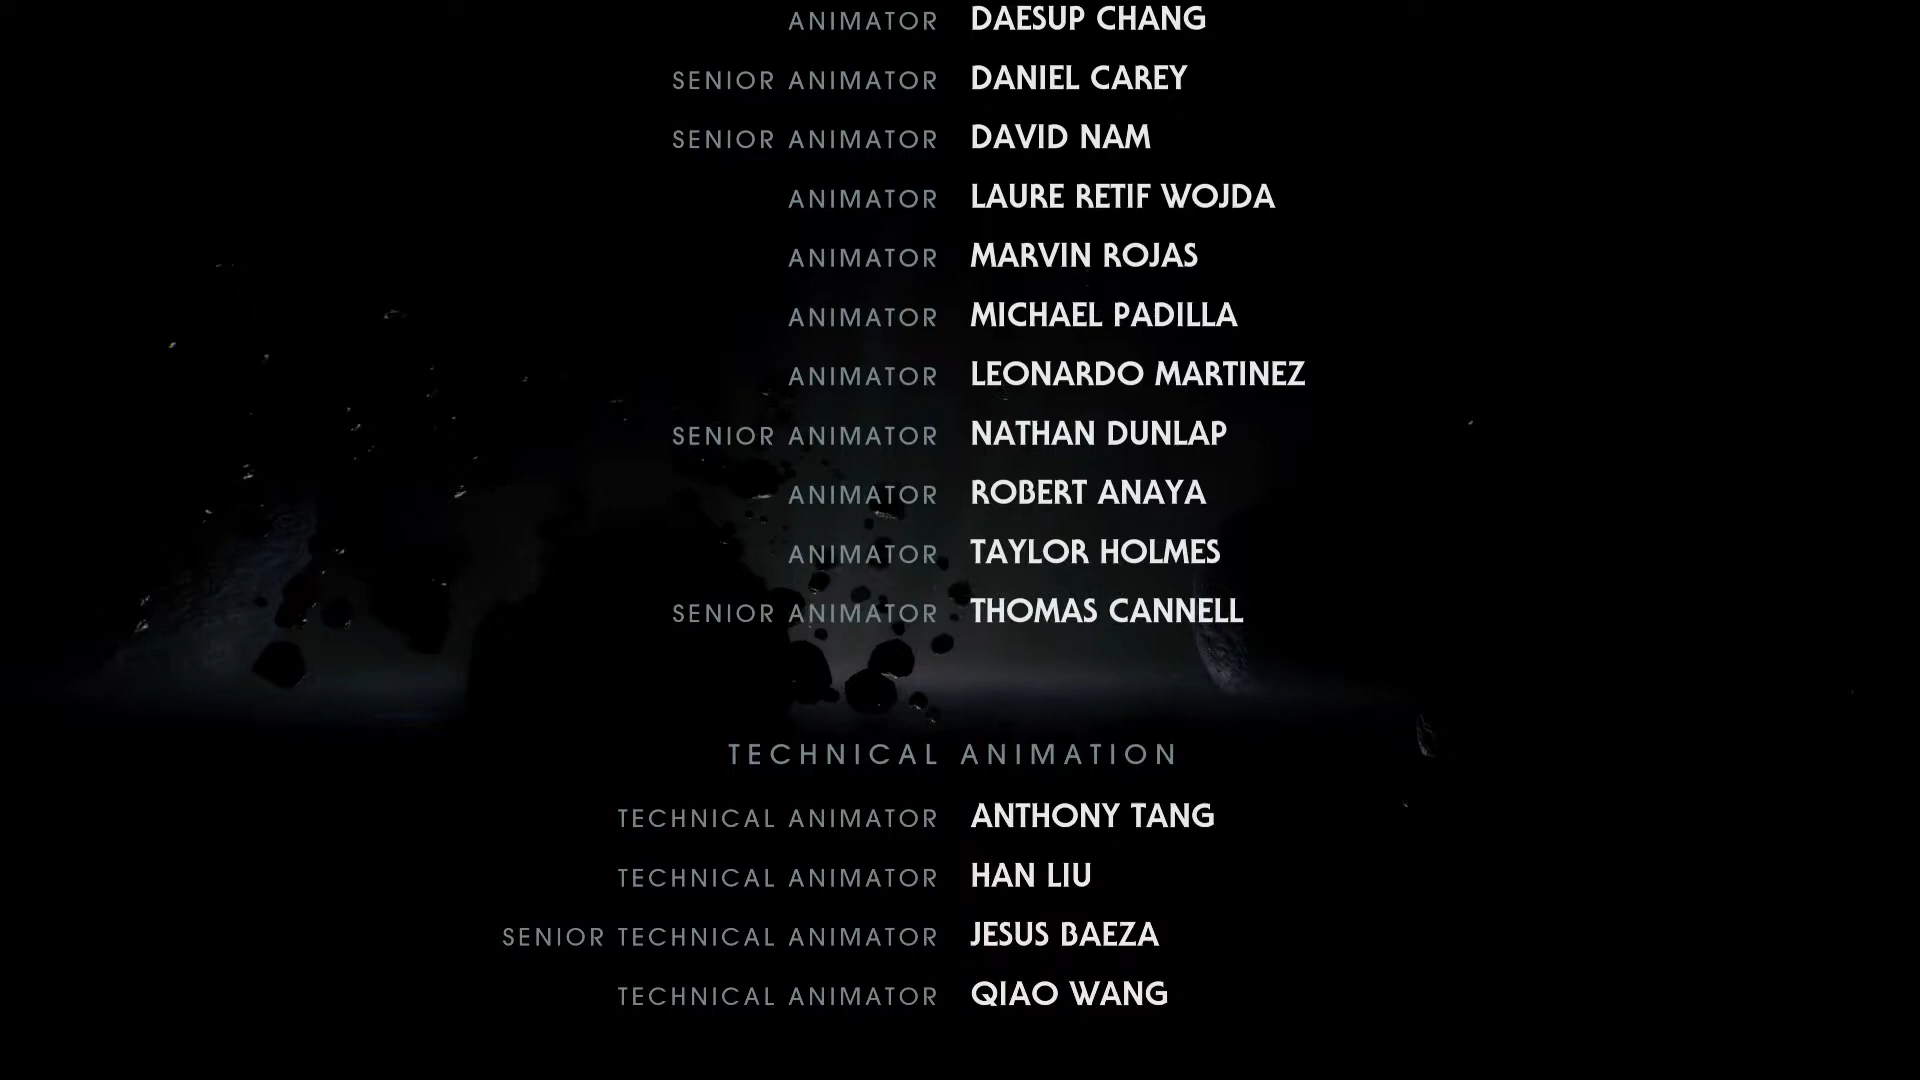 ANIMATOR DAESUP CHANG
SENIOR ANIMATOR DANIEL CAREY
SENIOR ANIMATOR DAVID NAM
ANIMATOR LAURE RETIF WOJDA
ANIMATOR MARVIN ROJAS
ANIMATOR MICHAEL PADILLA
ANIMATOR LEONARDO MARTINEZ
SENIOR ANIMATOR NATHAN DUNLAP
ANIMATOR ROBERT ANAYA
ANIMATOR TAYLOR HOLMES
SENIOR ANIMATOR THOMAS CANNELL
TECHNICAL ANIMATION
TECHNICAL ANIMATOR ANTHONY TANG
TECHNICAL ANIMATOR HAN LIU
SENIOR TECHNICAL ANIMATOR JESUS BAEZA
TECHNICAL ANIMATOR QIAO WANG